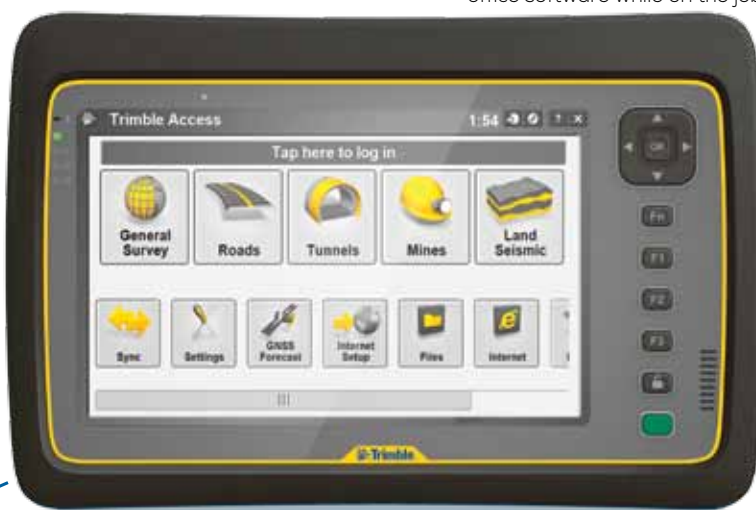 office software while on the job
Trimble Access
1:54
? X
Tap here to log in
General Survey
Roads
Tunnels
Mines
Land Seismic
Sync
Settings
GNSS Forecast
Internet Setup
Files
Internet
OK
Fn
F1
F2
F3
Trimble